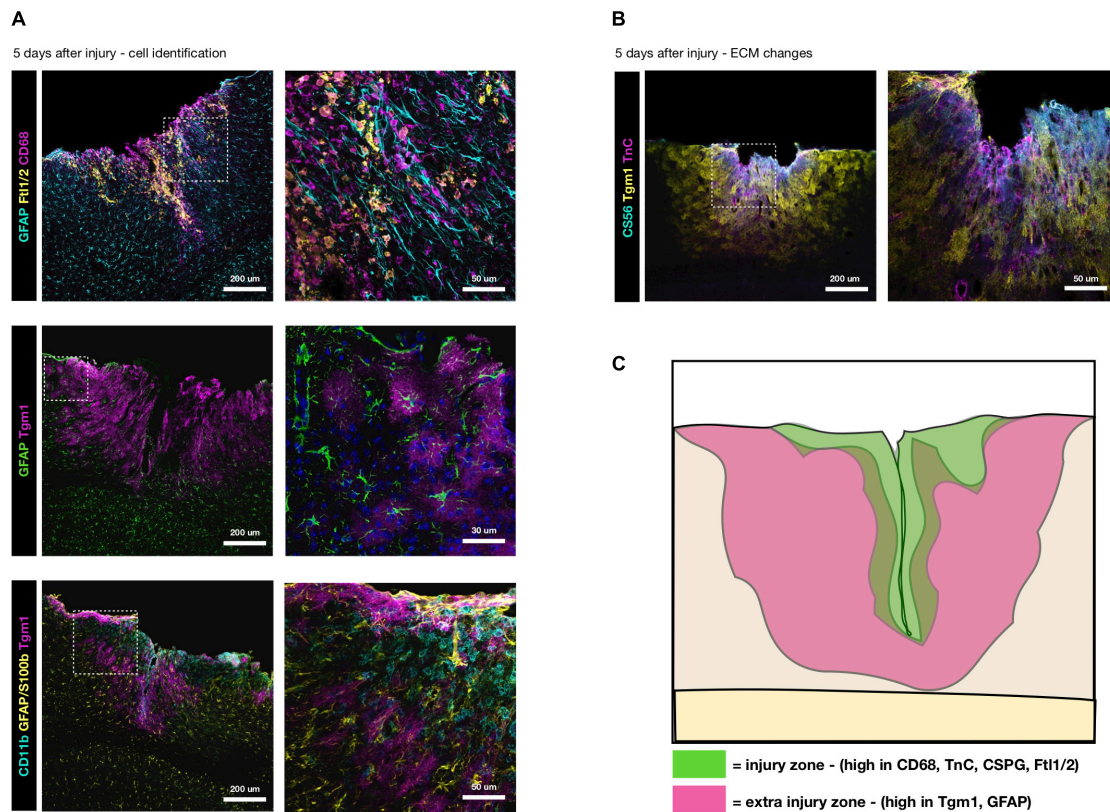 A
5 days after injury - cell identification
GFAP Ftl1/2 CD68
200 um
50 um
GFAP Tgm1
200 um
30 um
CD11b GFAP/S100b Tgm1
200 um
50 um
B
5 days after injury - ECM changes
CS56 Tgm1 TnC
200 um
50 um
C
= injury zone - (high in CD68, TnC, CSPG, Ftl1/2)
= extra injury zone - (high in Tgm1, GFAP)